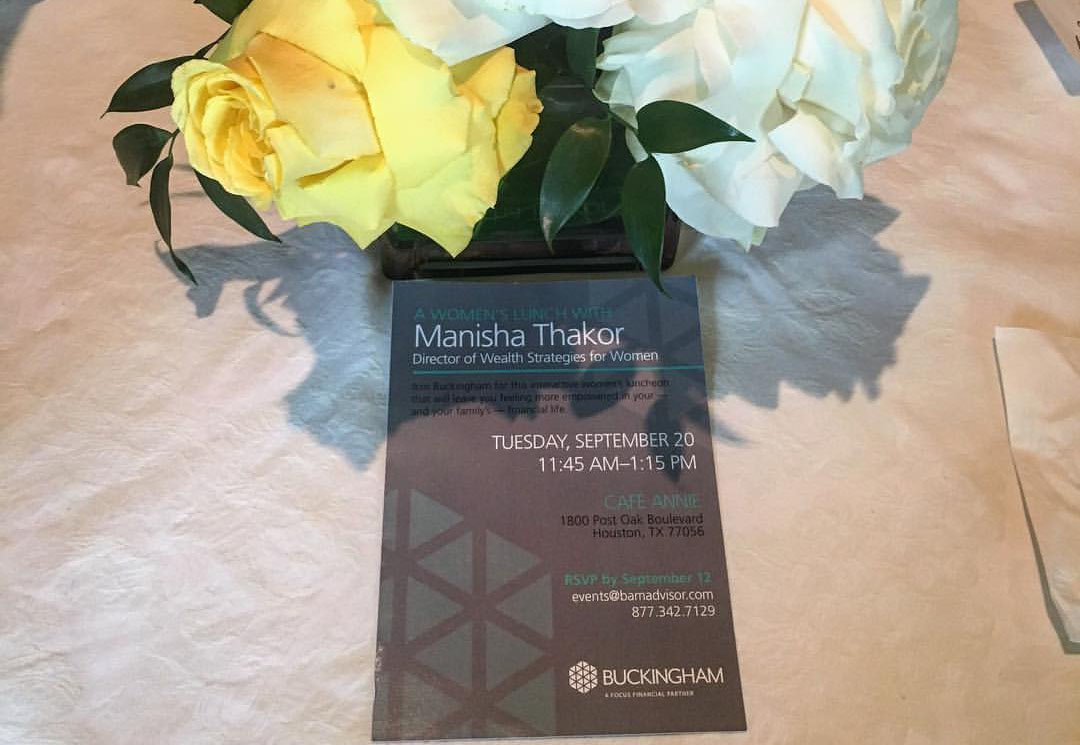 A WOMEN'S LUNCH WITH
Manisha Thakor
Director of Wealth Strategies for Women
Join Buckingham for this interactive women's luncheon
that will leave you feeling more empowered in your —
and your family's — financial life.
TUESDAY, SEPTEMBER 20
11:45 AM–1:15 PM
CAFÉ ANNIE
1800 Post Oak Boulevard
Houston, TX 77056
RSVP by September 12
events@bamadvisor.com
877.342.7129
BUCKINGHAM
A FOCUS FINANCIAL PARTNER